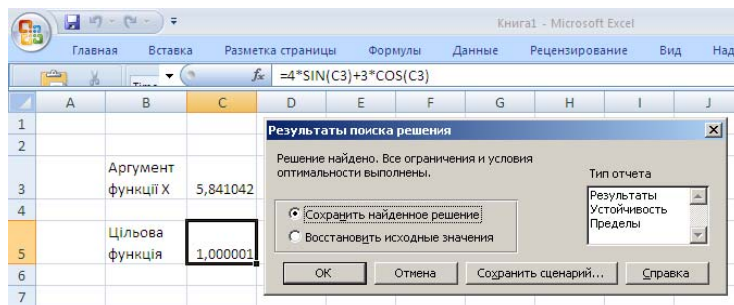 Книга1 - Microsoft Excel
Главная Вставка Разметка страницы Формулы Данные Рецензирование Вид Над
fx =4*SIN(C3)+3*COS(C3)
A B C D E F G H I J
1
2
Аргумент
3 функції X 5,841042
4
Цільова
5 функція 1,000001
6
7
Результаты поиска решения
Решение найдено. Все ограничения и условия
оптимальности выполнены.
Тип отчета
Результаты
Устойчивость
Пределы
Сохранить найденное решение
Восстановить исходные значения
ОК Отмена Сохранить сценарий... Справка